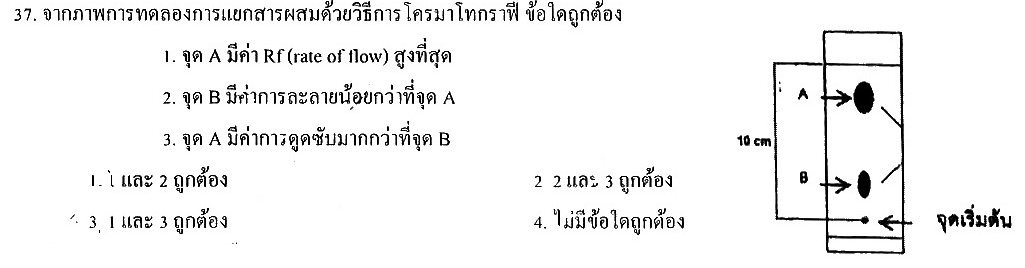 37. จากภาพการทดลองการแยกสารผสมด้วยวิธีการโครมาโทกราฟี ข้อใดถูกต้อง
1. จุด A มีค่า Rf (rate of flow) สูงที่สุด
2. จุด B มีค่าการละลายน้อยกว่าที่จุด A
3. จุด A มีค่าการดูดซับมากกว่าที่จุด B
1. 1 และ 2 ถูกต้อง
2 2 และ 3 ถูกต้อง
3. 1 และ 3 ถูกต้อง
4. ไม่มีข้อใดถูกต้อง
A
10 cm
B
จุดเริ่มต้น